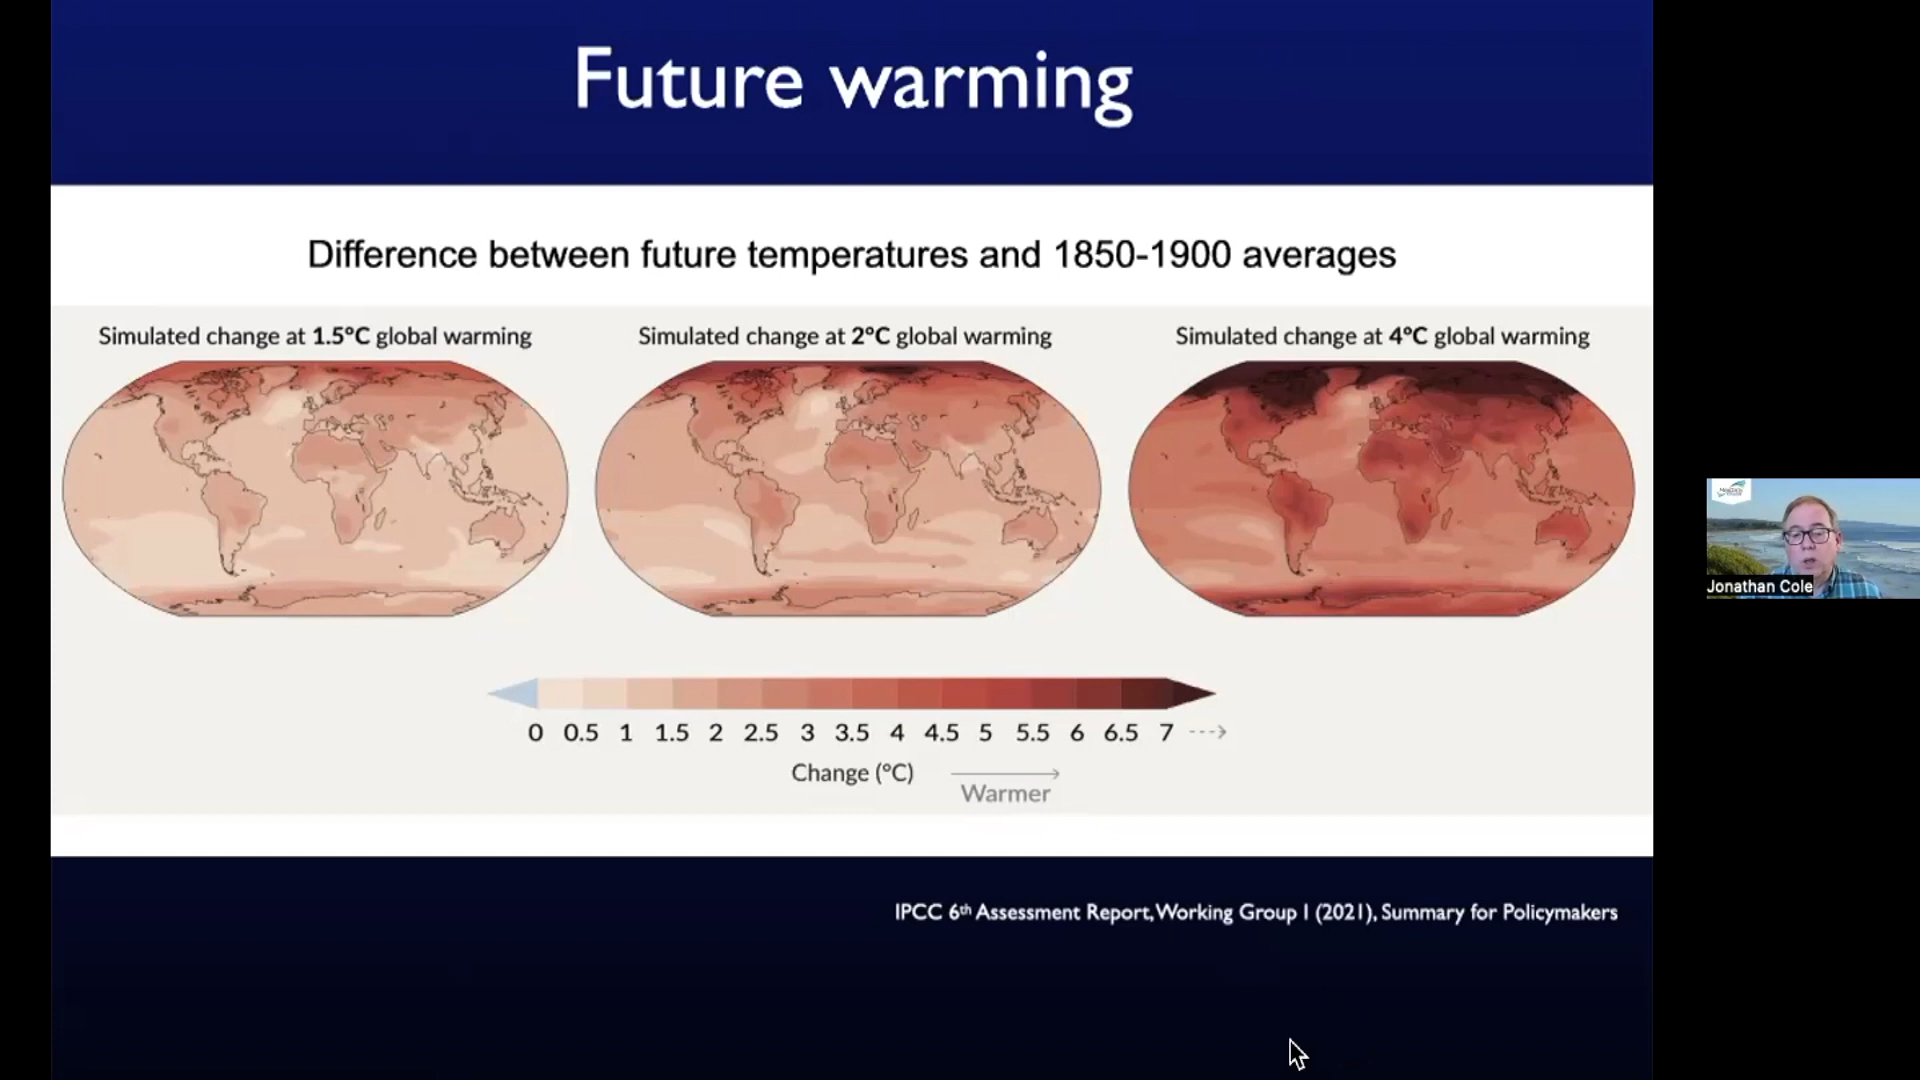 Future warming
Difference between future temperatures and 1850-1900 averages
Simulated change at 1.5°C global warming
Simulated change at 2°C global warming
Simulated change at 4°C global warming
0 0.5 1 1.5 2 2.5 3 3.5 4 4.5 5 5.5 6 6.5 7
Change (°C)
Warmer
IPCC 6th Assessment Report, Working Group I (2021), Summary for Policymakers
Jonathan Cole